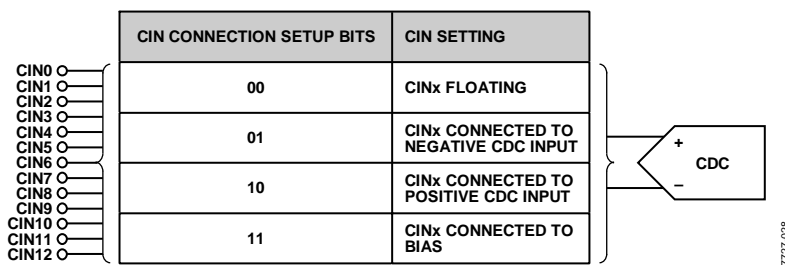 CIN CONNECTION SETUP BITS CIN SETTING
CIN0
CIN1
CIN2
CIN3
CIN4
CIN5
CIN6
CIN7
CIN8
CIN9
CIN10
CIN11
CIN12
00 CINx FLOATING
01 CINx CONNECTED TO
NEGATIVE CDC INPUT
10 CINx CONNECTED TO
POSITIVE CDC INPUT
11 CINx CONNECTED TO
BIAS
+
–
CDC